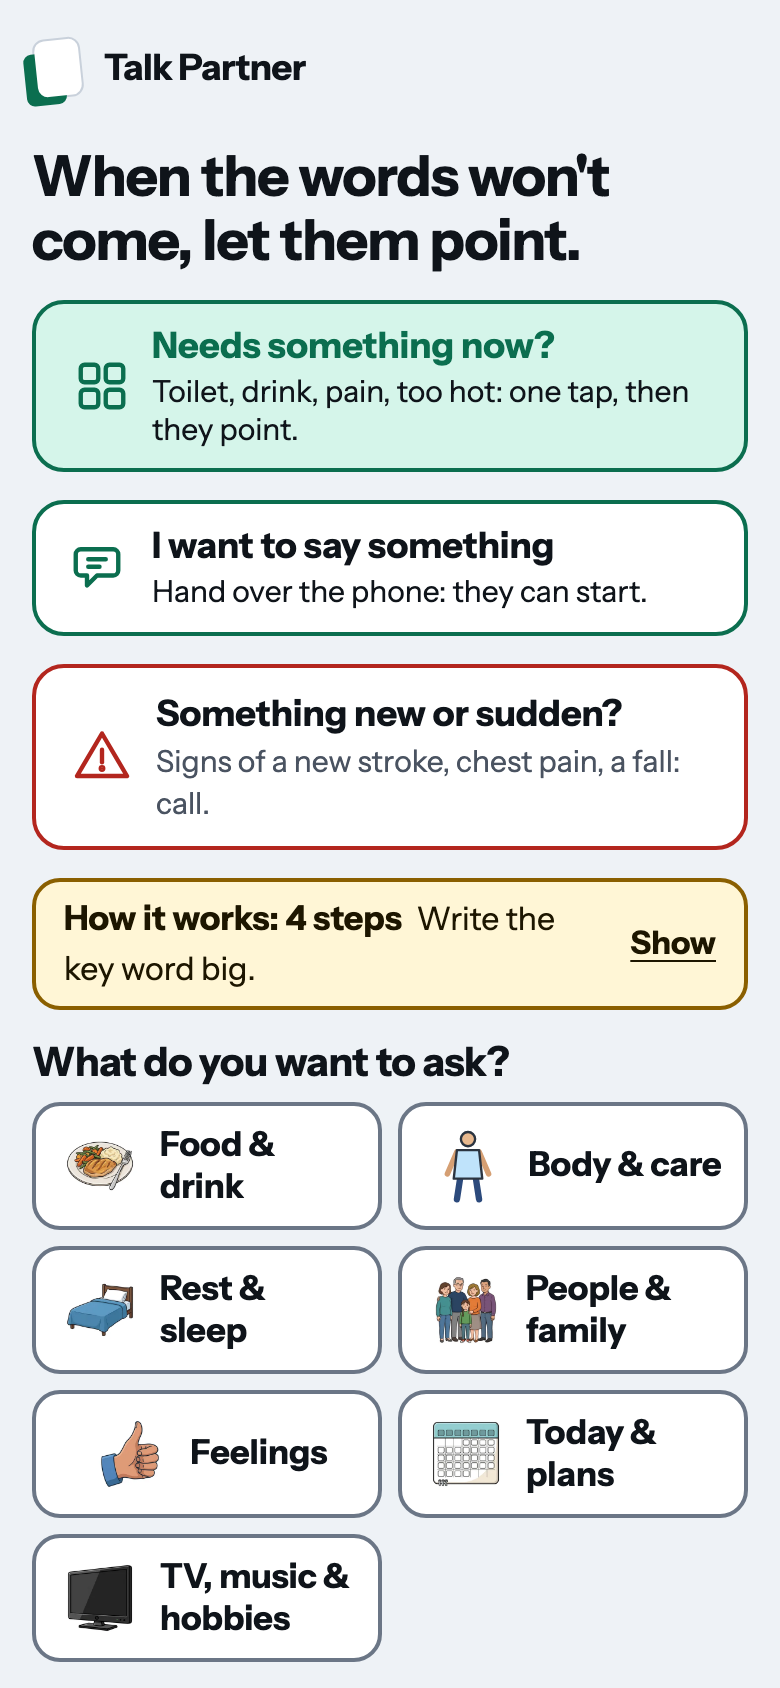 Talk Partner
When the words won't
come, let them point.
Needs something now?
Toilet, drink, pain, too hot: one tap, then
they point.
I want to say something
Hand over the phone: they can start.
Something new or sudden?
Signs of a new stroke, chest pain, a fall:
call.
How it works: 4 steps Write the
key word big.
Show
What do you want to ask?
Food &
drink
Body & care
Rest &
sleep
People &
family
Feelings
Today &
plans
TV, music &
hobbies